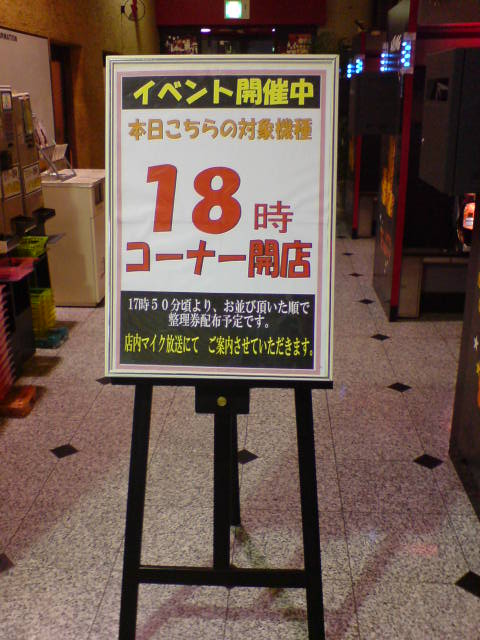 イベント開催中
本日こちらの対象機種
18時
コーナー開店
17時50分頃より、お並び頂いた順で
整理券配布予定です。
店内マイク放送にて ご案内させていただきます。